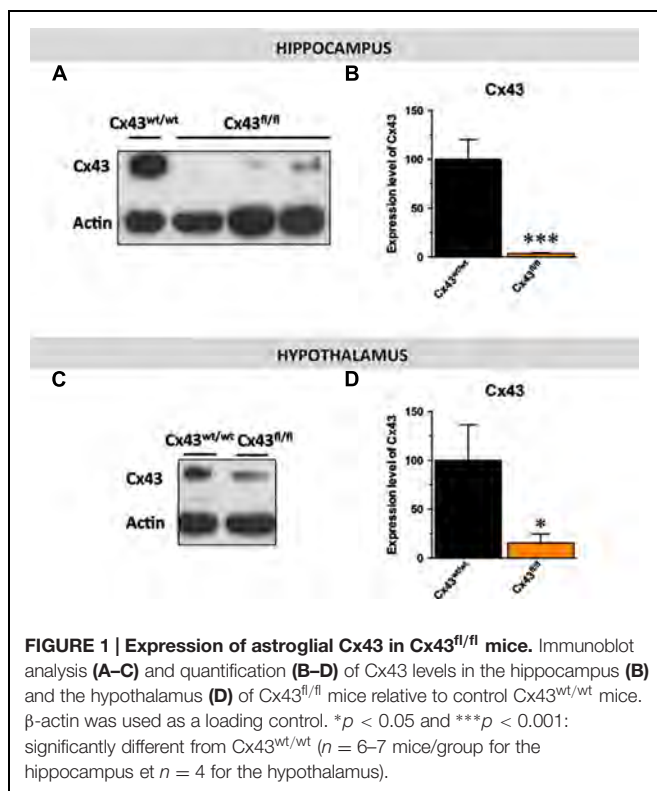 HIPPOCAMPUS
A
Cx43wt/wt Cx43fl/fl
Cx43
Actin
B
Cx43
Expression level of Cx43
150
100
50
0
***
Cx43wt/wt
Cx43fl/fl
HYPOTHALAMUS
C
Cx43wt/wt Cx43fl/fl
Cx43
Actin
D
Cx43
Expression level of Cx43
150
100
50
0
*
Cx43wt/wt
Cx43fl/fl
FIGURE 1 | Expression of astroglial Cx43 in Cx43fl/fl mice. Immunoblot
analysis (A–C) and quantification (B–D) of Cx43 levels in the hippocampus (B)
and the hypothalamus (D) of Cx43fl/fl mice relative to control Cx43wt/wt mice.
β-actin was used as a loading control. *p < 0.05 and ***p < 0.001:
significantly different from Cx43wt/wt (n = 6–7 mice/group for the
hippocampus et n = 4 for the hypothalamus).